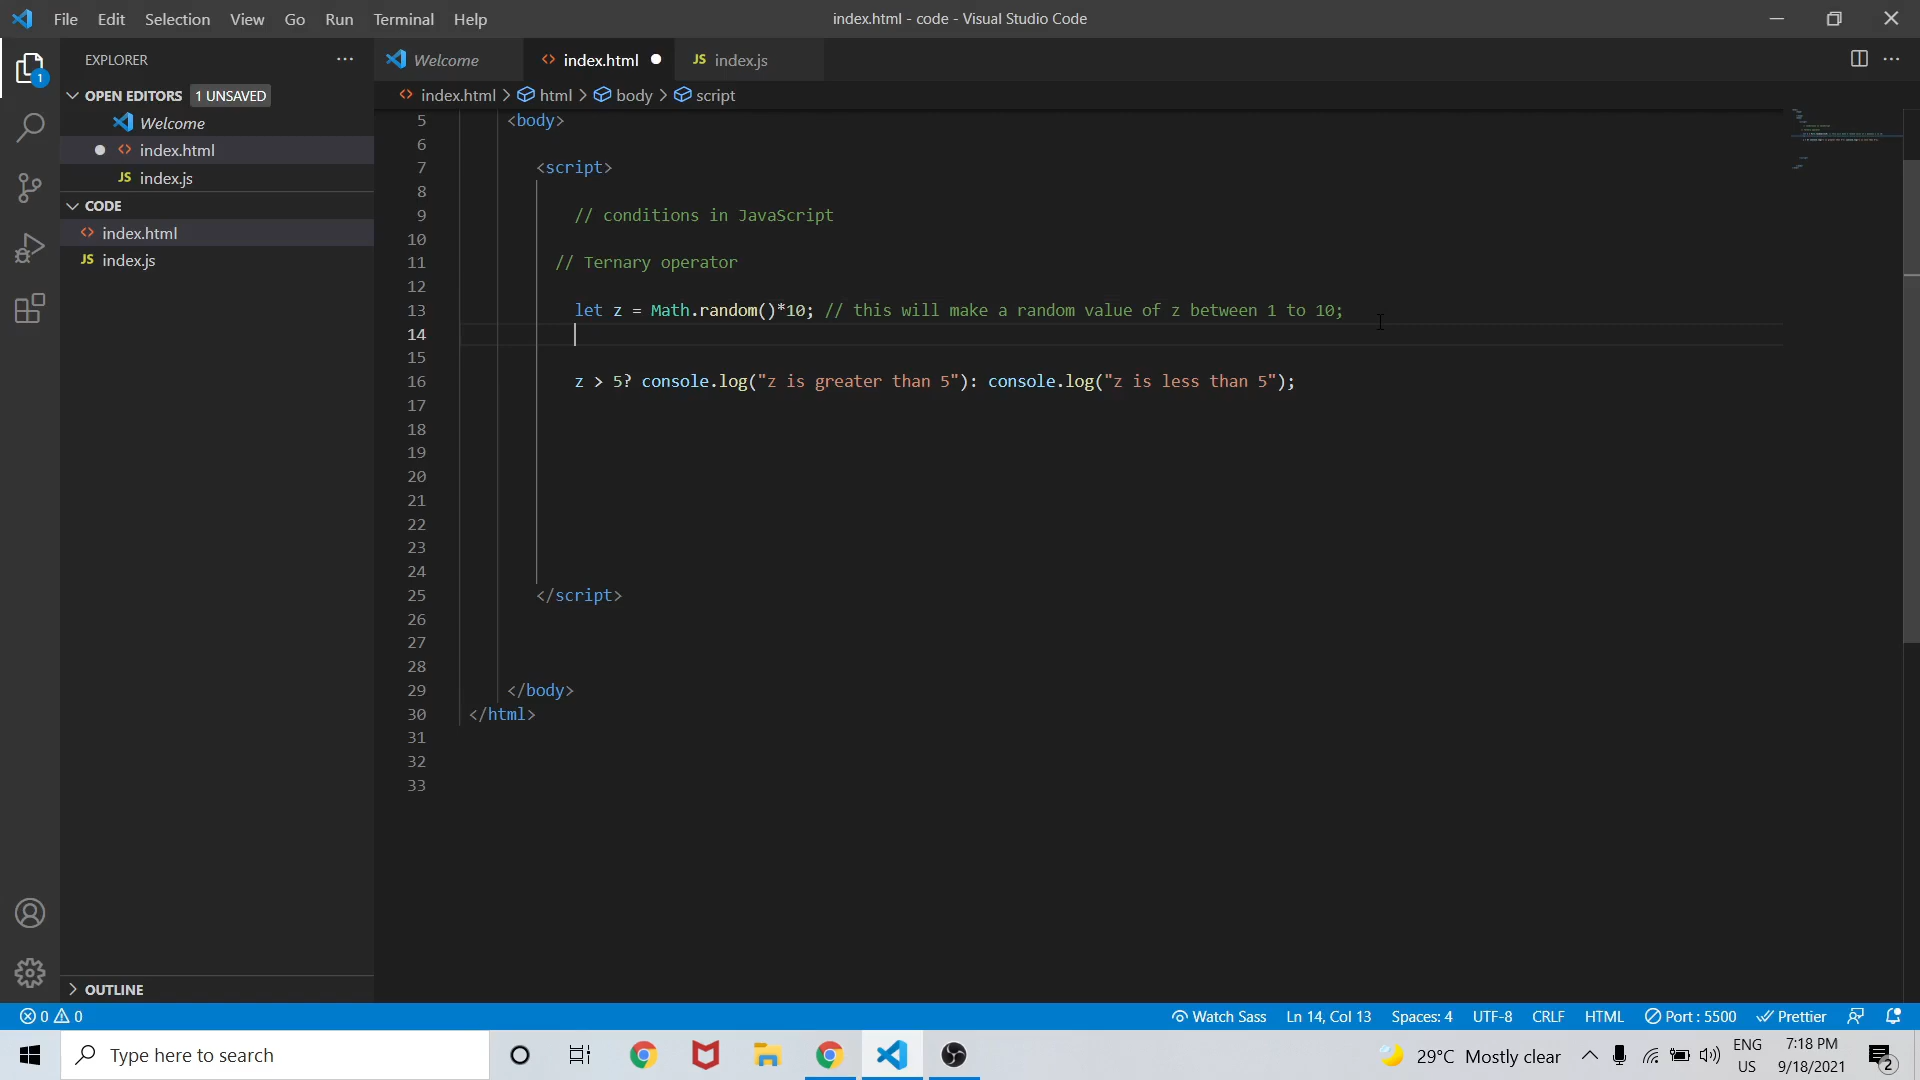 File Edit Selection View Go Run Terminal Help
index.html - code - Visual Studio Code
EXPLORER
OPEN EDITORS 1 UNSAVED
Welcome
index.html
JS index.js
CODE
index.html
JS index.js
OUTLINE
1
Welcome
index.html
JS index.js
index.html > html > body > script
5 <body>
6
7 <script>
8
9 // conditions in JavaScript
10
11 // Ternary operator
12
13 let z = Math.random()*10; // this will make a random value of z between 1 to 10;
14
15
16 z > 5? console.log("z is greater than 5"): console.log("z is less than 5");
17
18
19
20
21
22
23
24
25 </script>
26
27
28
29 </body>
30 </html>
31
32
33
0 0
Watch Sass Ln 14, Col 13 Spaces: 4 UTF-8 CRLF HTML Port : 5500 Prettier
Type here to search
29°C Mostly clear
ENG
US
7:18 PM
9/18/2021
2